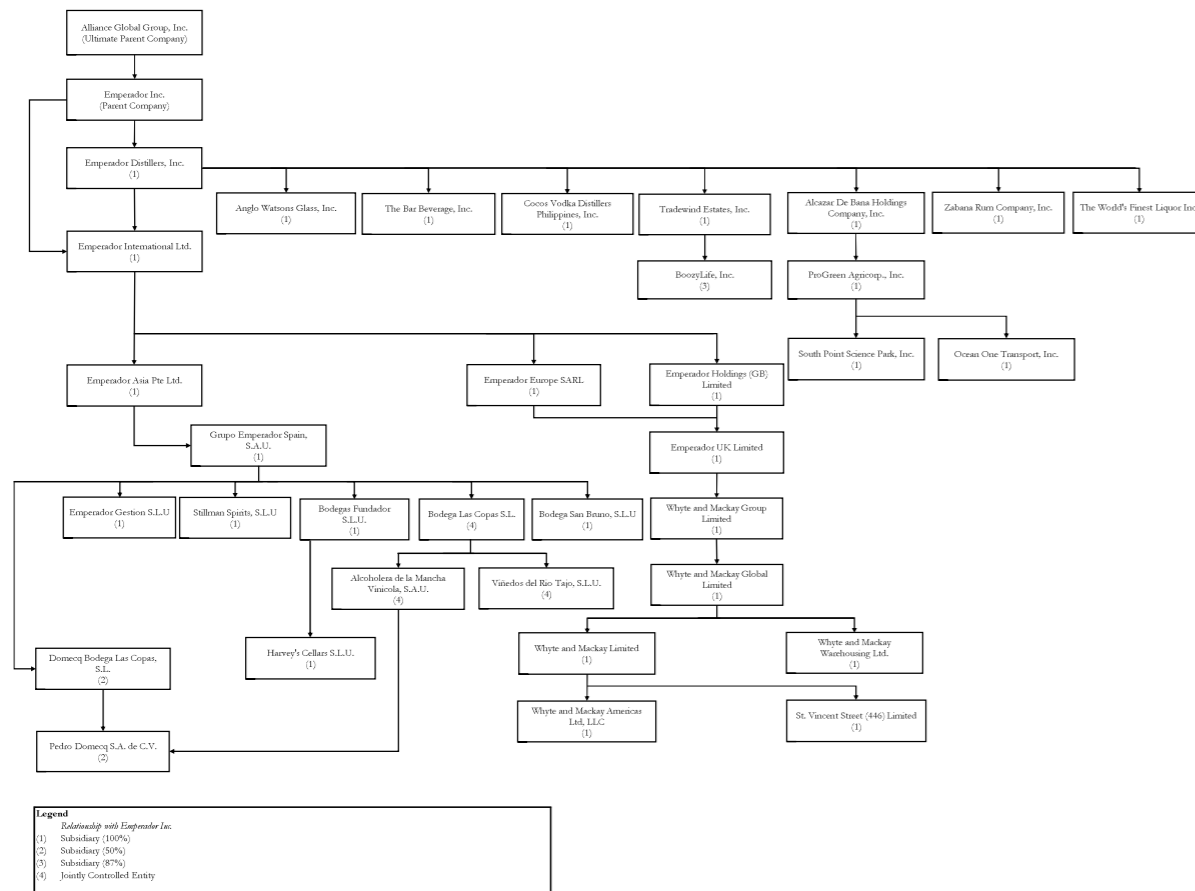 Alliance Global Group, Inc.
(Ultimate Parent Company)
Emperador Inc.
(Parent Company)
Emperador Distillers, Inc.
(1)
Anglo Watsons Glass, Inc.
(1)
The Bar Beverage, Inc.
(1)
Cocos Vodka Distillers
Philippines, Inc.
(1)
Tradewind Estates, Inc.
(1)
Alcazar De Bana Holdings
Company, Inc.
(1)
Zabana Rum Company, Inc.
(1)
The World's Finest Liquor Inc
(1)
Emperador International Ltd.
(1)
BoozyLife, Inc.
(3)
ProGreen Agricorp., Inc.
(1)
South Point Science Park, Inc.
(1)
Ocean One Transport, Inc.
(1)
Emperador Asia Pte Ltd.
(1)
Emperador Europe SARL
(1)
Emperador Holdings (GB)
Limited
(1)
Grupo Emperador Spain,
S.A.U.
(1)
Emperador UK Limited
(1)
Emperador Gestion S.L.U
(1)
Stillman Spirits, S.L.U
(1)
Bodegas Fundador
S.L.U.
(1)
Bodega Las Copas S.L.
(4)
Bodega San Bruno, S.L.U
(1)
Whyte and Mackay Group
Limited
(1)
Alcoholera de la Mancha
Vinicola, S.A.U.
(4)
Viñedos del Rio Tajo, S.L.U.
(4)
Whyte and Mackay Global
Limited
(1)
Harvey's Cellars S.L.U.
(1)
Whyte and Mackay Limited
(1)
Whyte and Mackay
Warehousing Ltd.
(1)
Domecq Bodega Las Copas,
S.L.
(2)
Whyte and Mackay Americas
Ltd, LLC
(1)
St. Vincent Street (446) Limited
(1)
Pedro Domecq S.A. de C.V.
(2)
Legend
Relationship with Emperador Inc.
(1) Subsidiary (100%)
(2) Subsidiary (50%)
(3) Subsidiary (87%)
(4) Jointly Controlled Entity